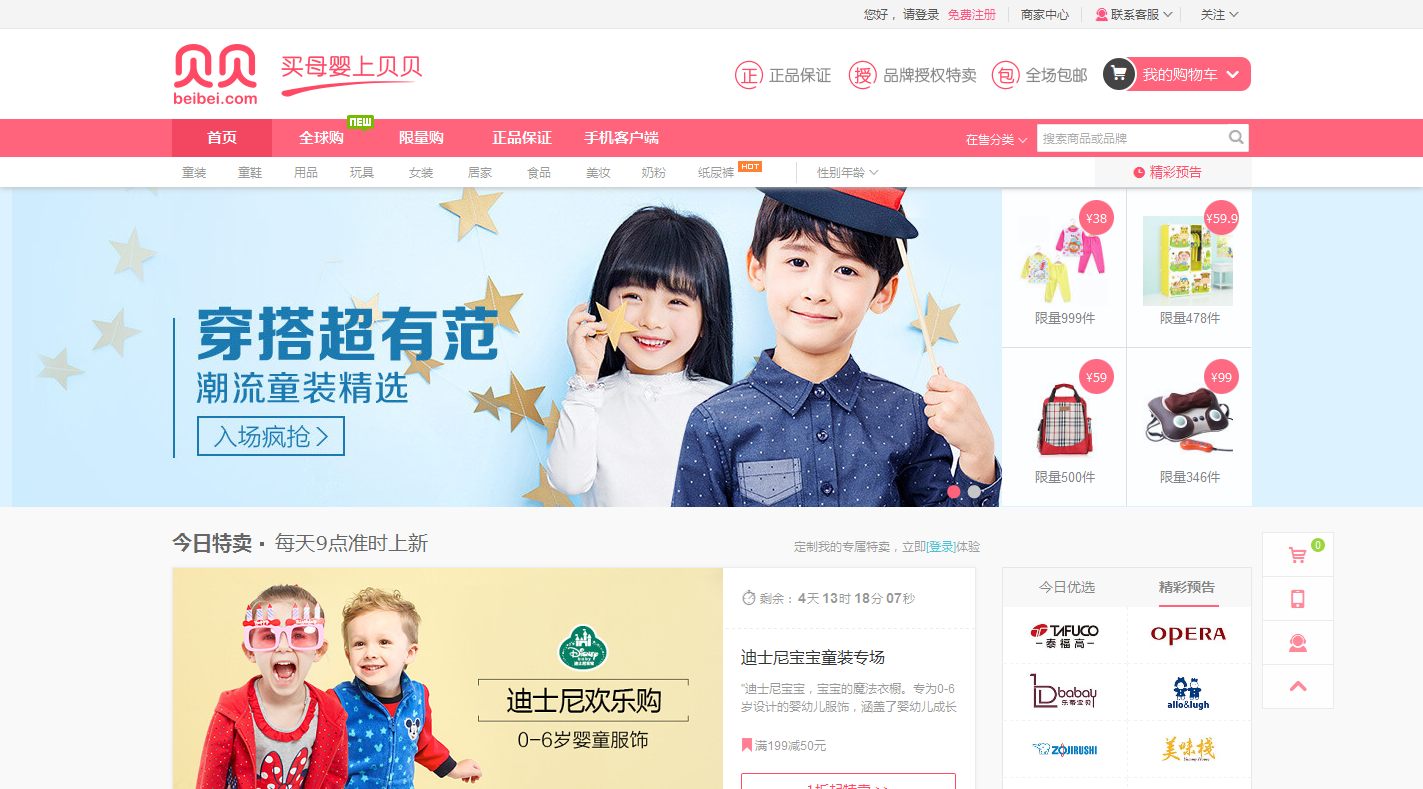 您好， 请登录 免费注册 商家中心 联系客服 关注
贝贝
beibei.com
买母婴上贝贝
正 正品保证 授 品牌授权特卖 包 全场包邮 我的购物车
首页 全球购 NEW 限量购 正品保证 手机客户端 在售分类 搜索商品或品牌
童装 童鞋 用品 玩具 女装 居家 食品 美妆 奶粉 纸尿裤 HOT 性别年龄 精彩预告
穿搭超有范
潮流童装精选
入场疯抢
¥38
限量999件
¥59.9
限量478件
¥59
限量500件
¥99
限量346件
今日特卖 · 每天9点准时上新
定制我的专属特卖，立即[登录]体验
Disney
baby
迪士尼宝宝
迪士尼欢乐购
0-6岁婴童服饰
剩余： 4天 13时 18分 07秒
迪士尼宝宝童装专场
"迪士尼宝宝，宝宝的魔法衣橱。专为0-6
岁设计的婴幼儿服饰，涵盖了婴幼儿成长
满199减50元
1折起特卖 >>
今日优选 精彩预告
TAFUCO
泰福高
OPERA
Dbabay
乐蒂宝贝
allo&lugh
ZOJIRUSHI
美味栈
0